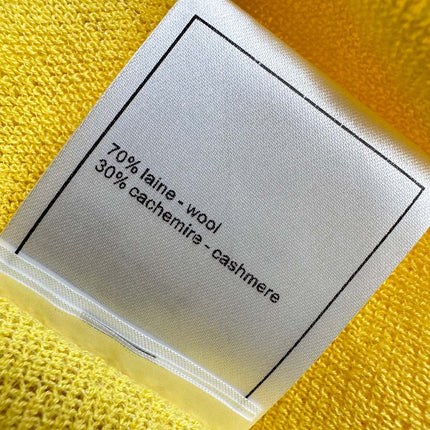 70% laine - wool
30% cachemire - cashmere